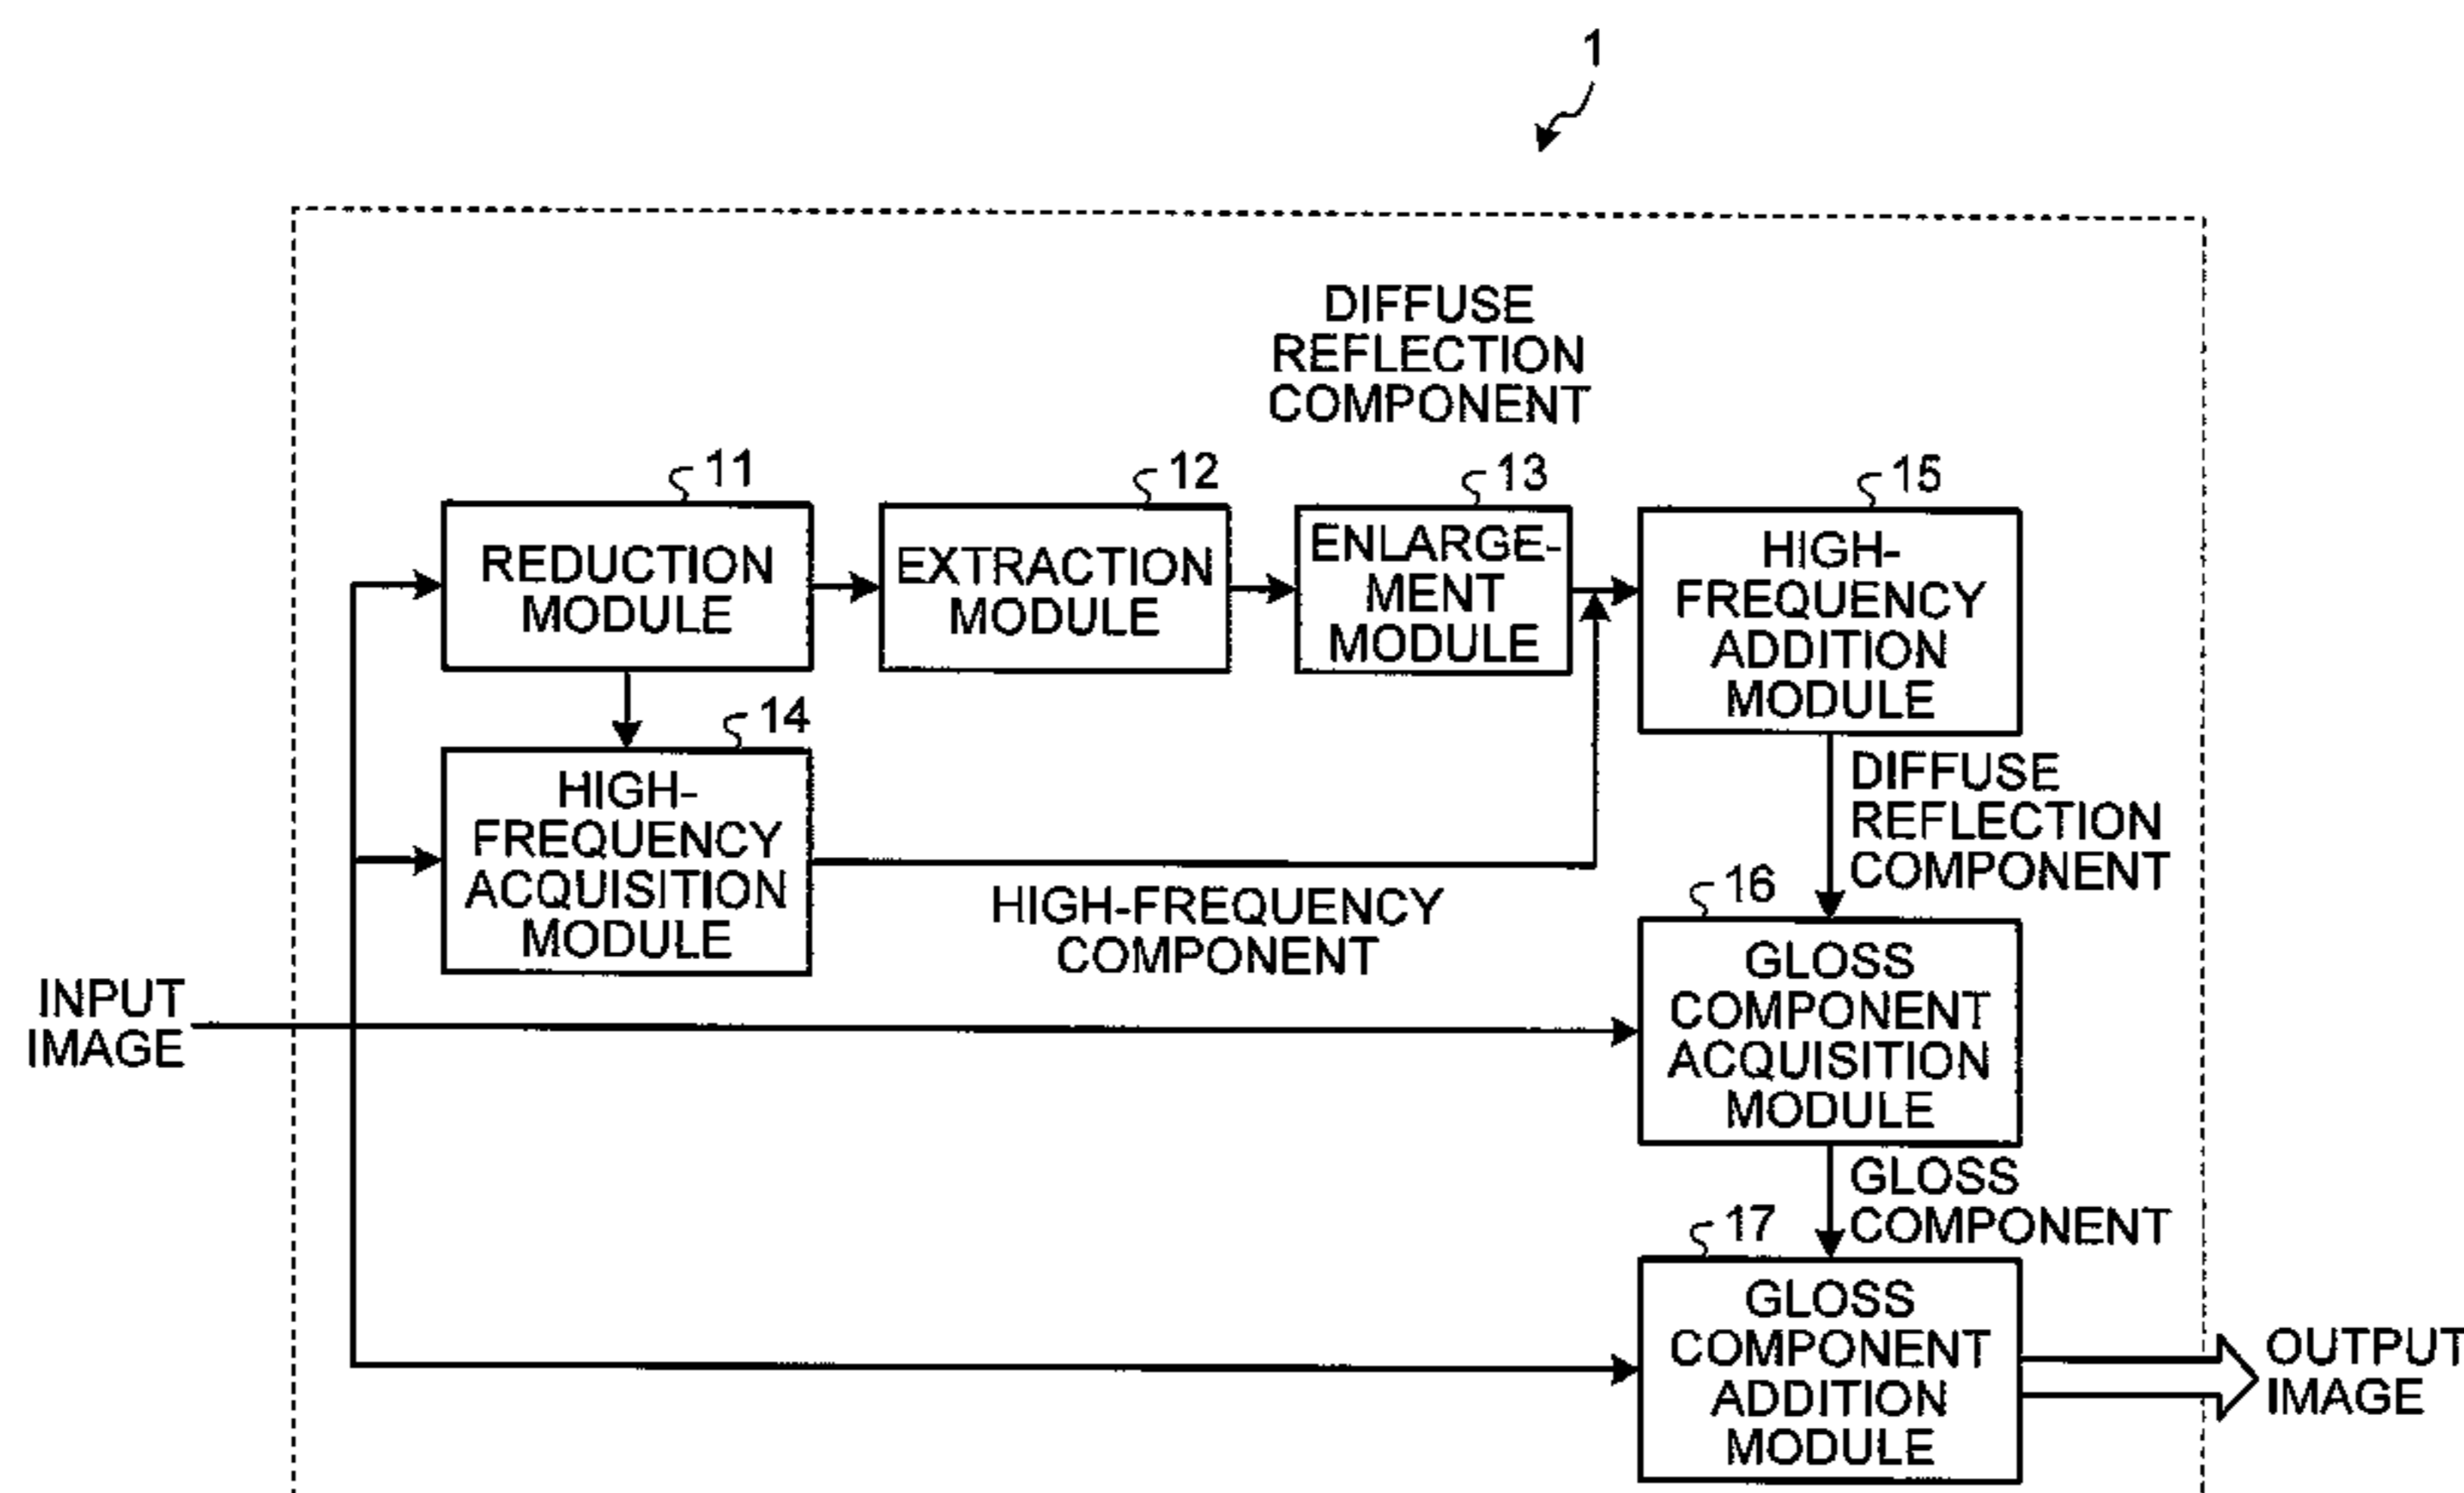 1
DIFFUSE
REFLECTION
COMPONENT
11
REDUCTION
MODULE
12
EXTRACTION
MODULE
13
ENLARGE-
MENT
MODULE
15
HIGH-
FREQUENCY
ADDITION
MODULE
14
HIGH-
FREQUENCY
ACQUISITION
MODULE
HIGH-FREQUENCY
COMPONENT
DIFFUSE
REFLECTION
COMPONENT
INPUT
IMAGE
16
GLOSS
COMPONENT
ACQUISITION
MODULE
GLOSS
COMPONENT
17
GLOSS
COMPONENT
ADDITION
MODULE
OUTPUT
IMAGE